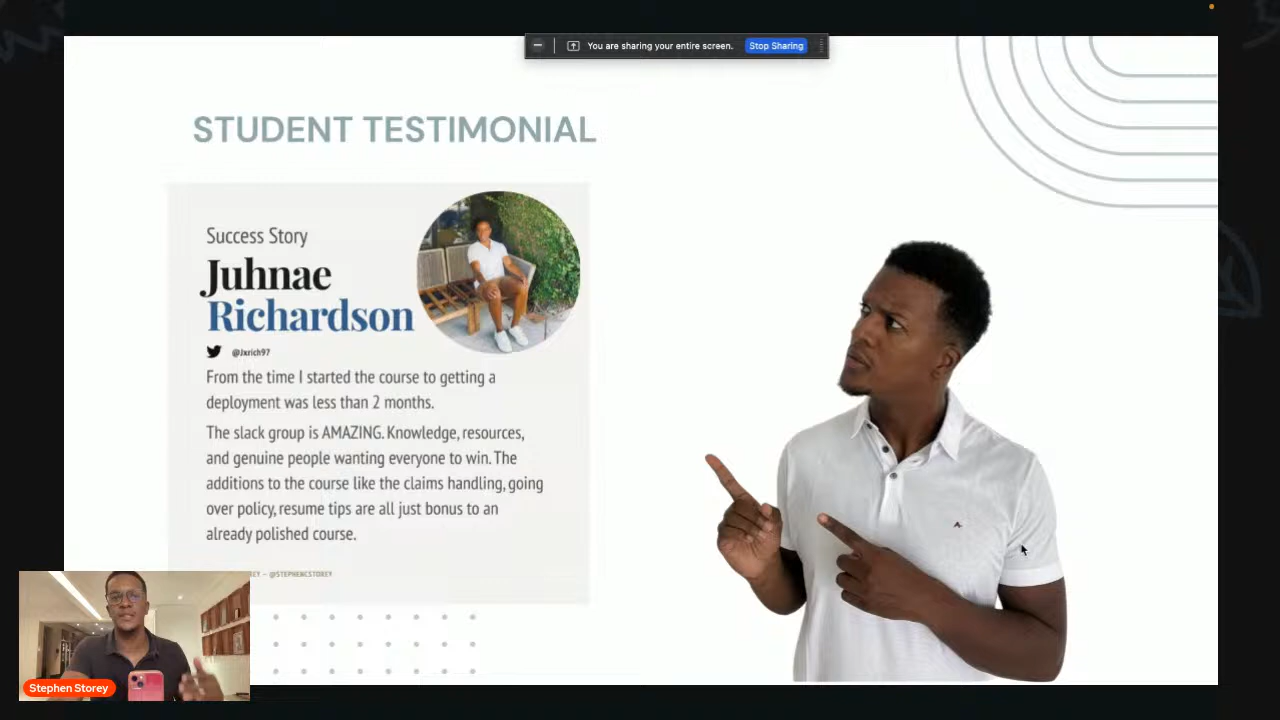 You are sharing your entire screen. Stop Sharing
STUDENT TESTIMONIAL
Success Story
Juhnae
Richardson
@Jxrich97
From the time I started the course to getting a
deployment was less than 2 months.
The slack group is AMAZING. Knowledge, resources,
and genuine people wanting everyone to win. The
additions to the course like the claims handling, going
over policy, resume tips are all just bonus to an
already polished course.
@STEPHENCSTOREY
Stephen Storey